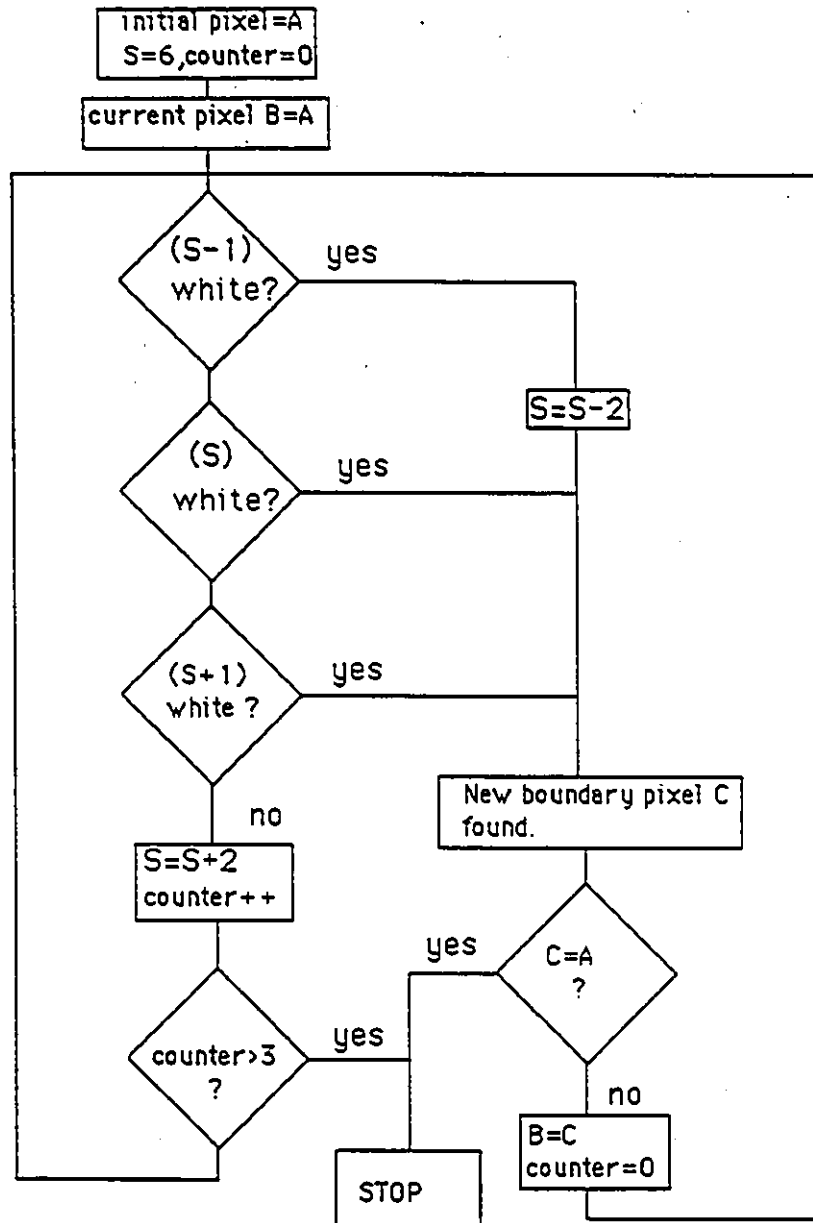 initial pixel=A
S=6,counter=0
current pixel B=A
(S-1)
white?
yes
S=S-2
(S)
white?
yes
(S+1)
white ?
yes
no
S=S+2
counter++
New boundary pixel C
found.
C=A
?
yes
counter>3
?
yes
no
B=C
counter=0
STOP